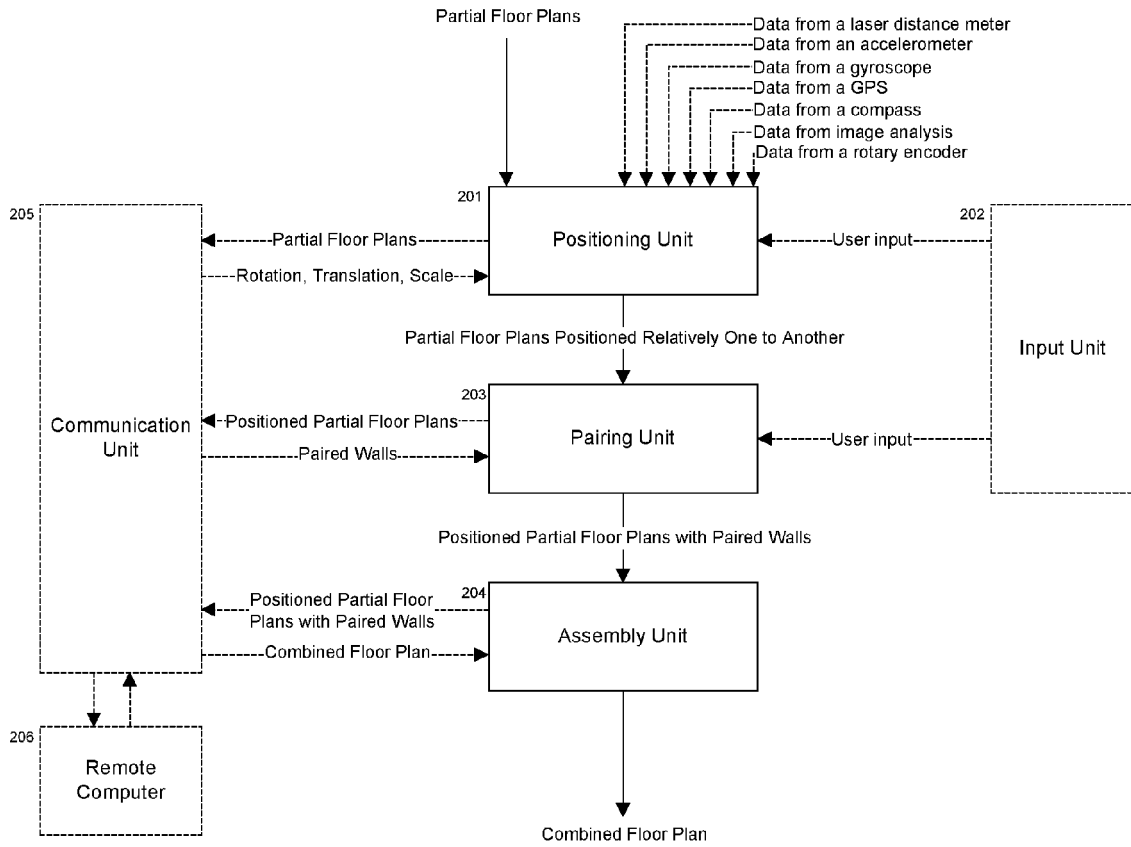 Partial Floor Plans
Data from a laser distance meter
Data from an accelerometer
Data from a gyroscope
Data from a GPS
Data from a compass
Data from image analysis
Data from a rotary encoder
201
205
202
Positioning Unit
Partial Floor Plans
User input
Rotation, Translation, Scale
Partial Floor Plans Positioned Relatively One to Another
Input Unit
203
Communication
Unit
Positioned Partial Floor Plans
Pairing Unit
User input
Paired Walls
Positioned Partial Floor Plans with Paired Walls
204
Positioned Partial Floor
Plans with Paired Walls
Assembly Unit
Combined Floor Plan
206
Remote
Computer
Combined Floor Plan